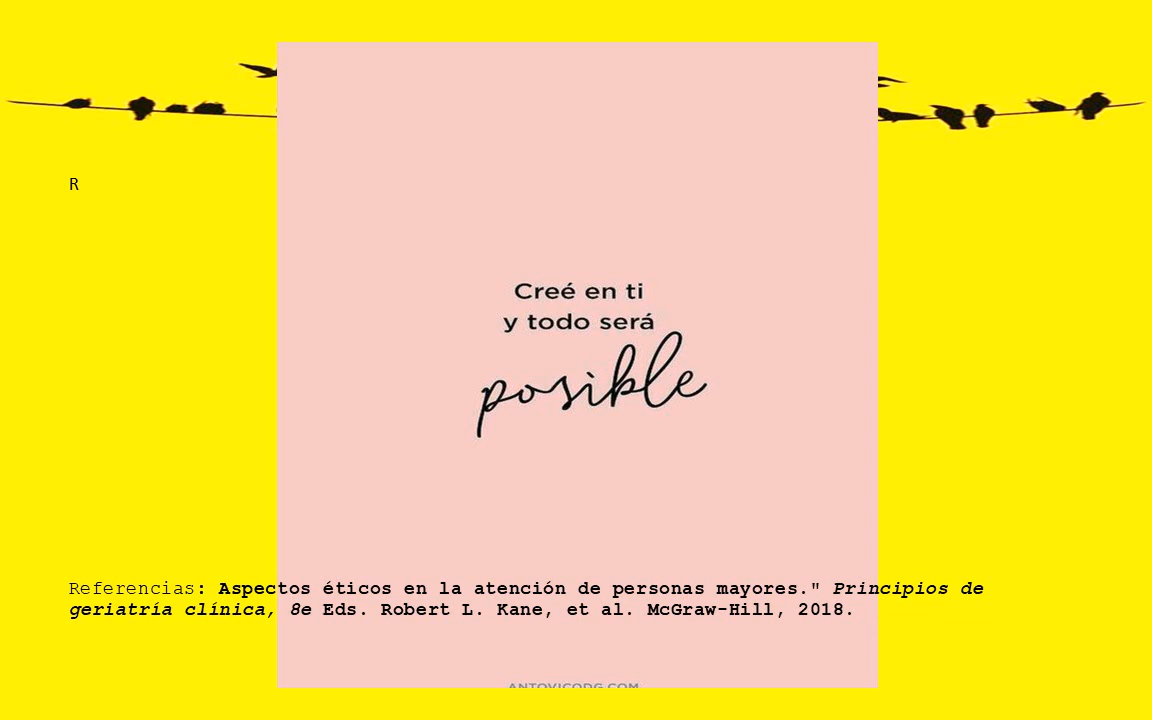 R
Creé en ti
y todo será
posible
Referencias: Aspectos éticos en la atención de personas mayores." Principios de
geriatría clínica, 8e Eds. Robert L. Kane, et al. McGraw-Hill, 2018.
ANTOVICODG.COM